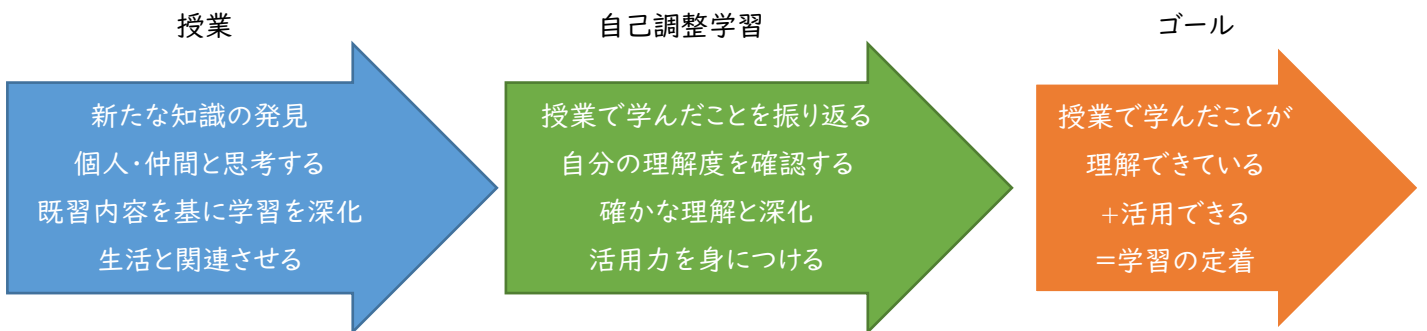 授業
新たな知識の発見
個人・仲間と思考する
既習内容を基に学習を深化
生活と関連させる
自己調整学習
授業で学んだことを振り返る
自分の理解度を確認する
確かな理解と深化
活用力を身につける
ゴール
授業で学んだことが
理解できている
+活用できる
=学習の定着